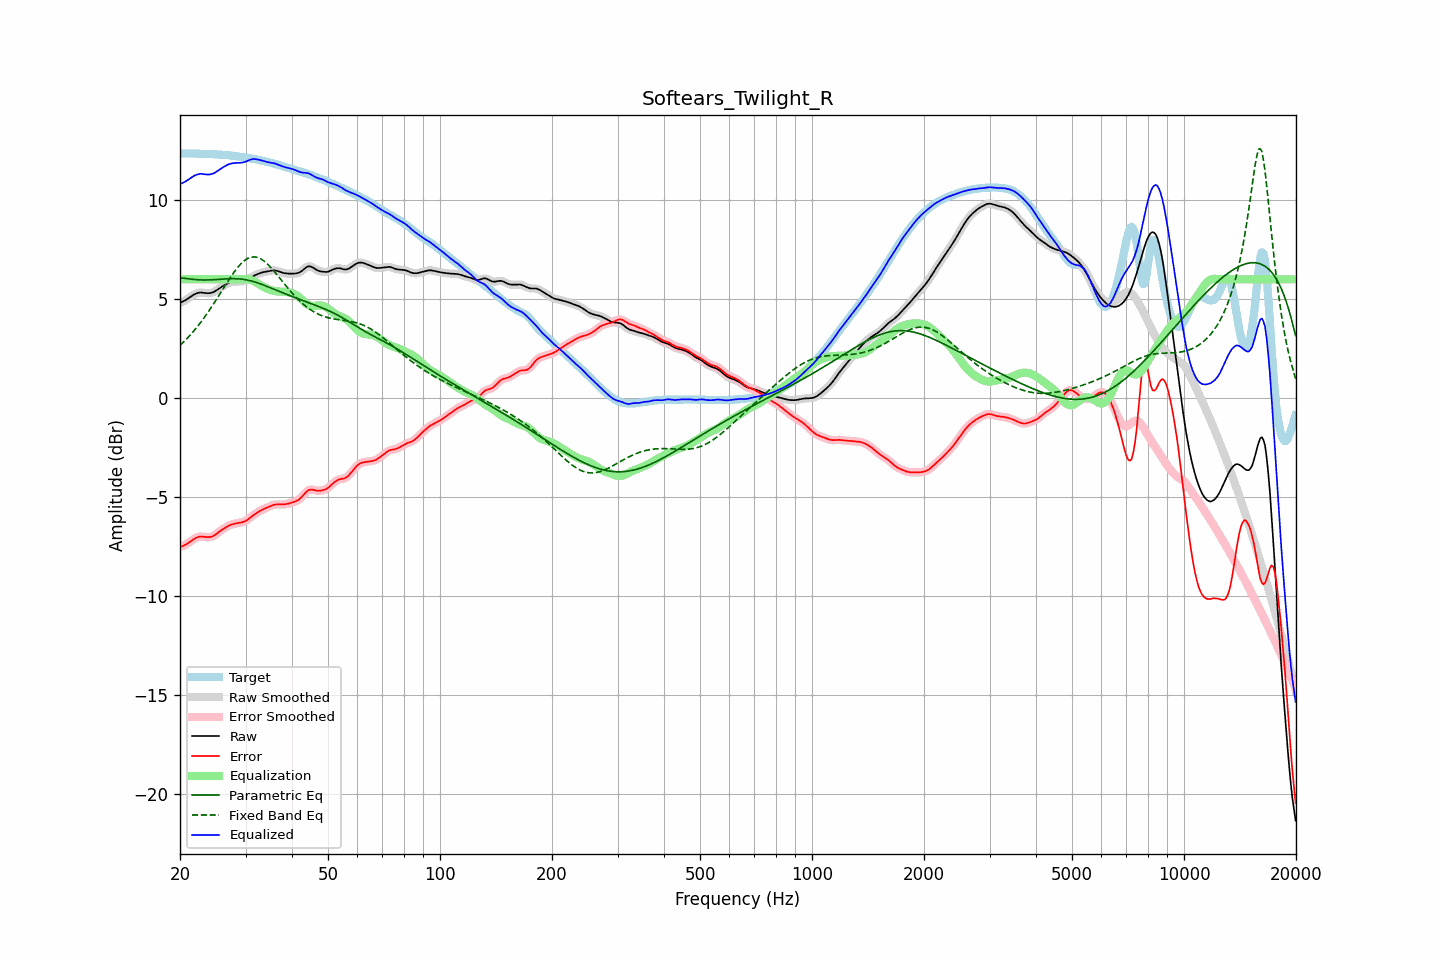 Softears_Twilight_R
Amplitude (dBr)
10
5
0
−5
−10
−15
−20
Target
Raw Smoothed
Error Smoothed
Raw
Error
Equalization
Parametric Eq
Fixed Band Eq
Equalized
20 50 100 200 500 1000 2000 5000 10000 20000
Frequency (Hz)